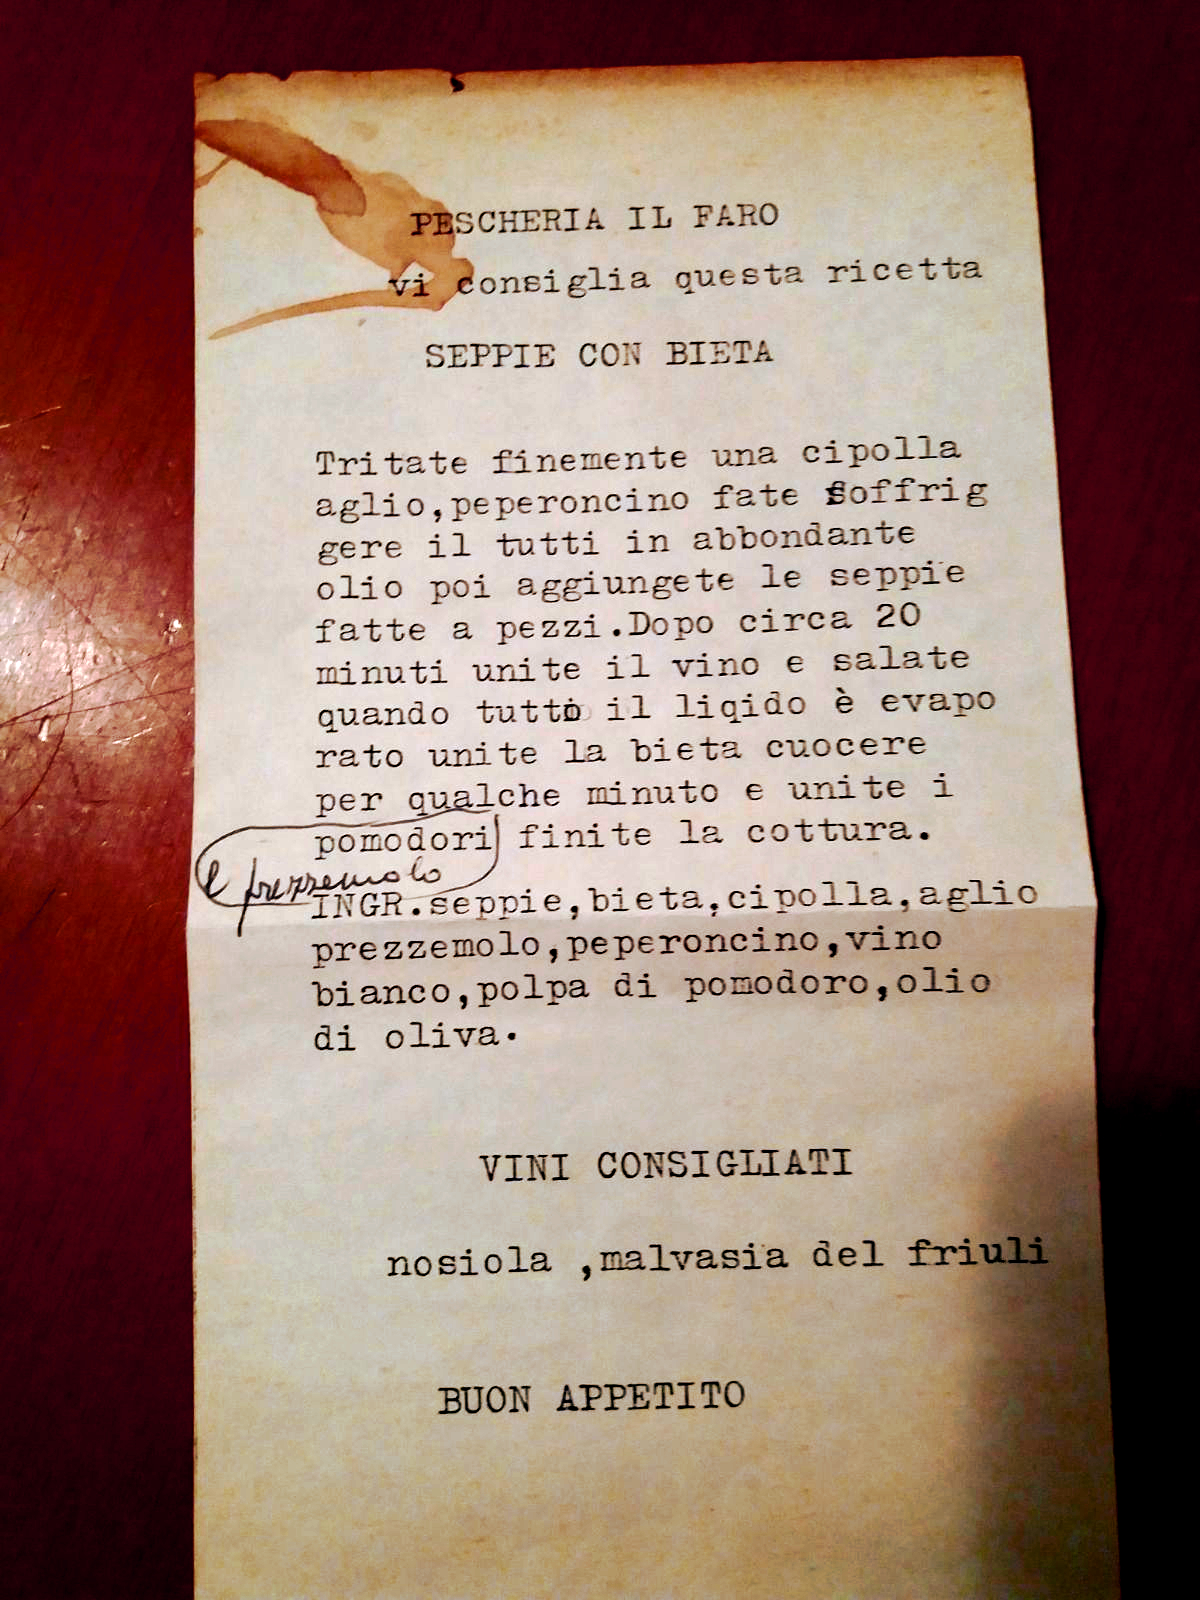 PESCHERIA IL FARO
vi consiglia questa ricetta
SEPPIE CON BIETA
Tritate finemente una cipolla
aglio,peperoncino fate soffrig
gere il tutti in abbondante
olio poi aggiungete le seppie
fatte a pezzi.Dopo circa 20
minuti unite il vino e salate
quando tutto il liqido è evapo
rato unite la bieta cuocere
per qualche minuto e unite i
pomodori finite la cottura.
e prezzemolo
INGR.seppie,bieta,cipolla,aglio
prezzemolo,peperoncino,vino
bianco,polpa di pomodoro,olio
di oliva.
VINI CONSIGLIATI
nosiola ,malvasia del friuli
BUON APPETITO